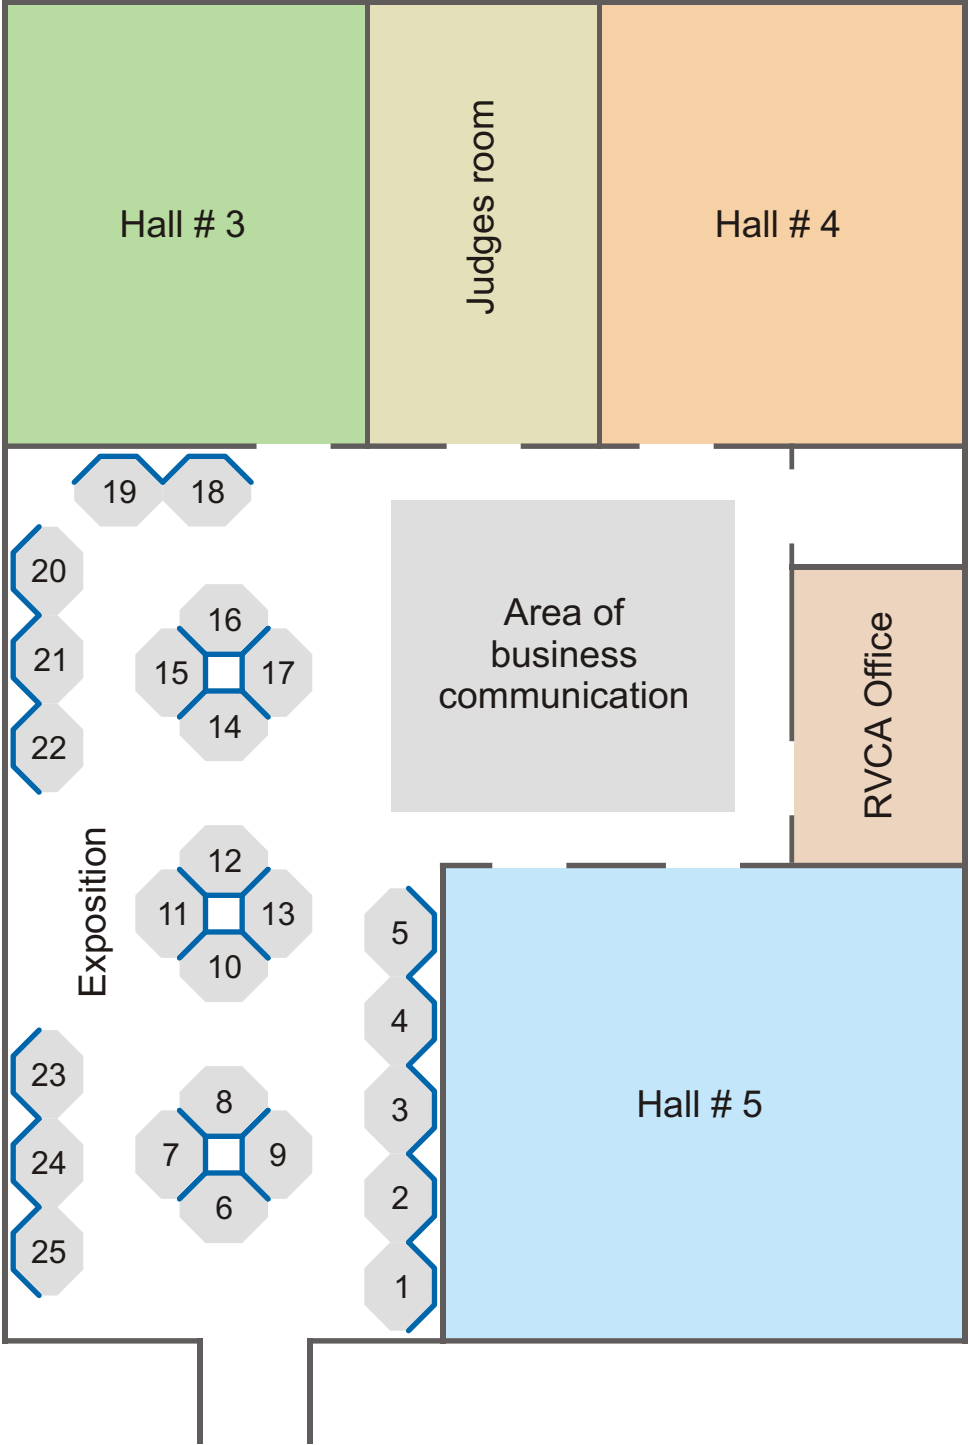 Hall # 3
Judges room
Hall # 4
19
18
20
21
22
16
15
17
14
Area of
business
communication
RVCA Office
Exposition
12
11
13
10
5
4
3
2
1
23
24
25
8
7
9
6
Hall # 5